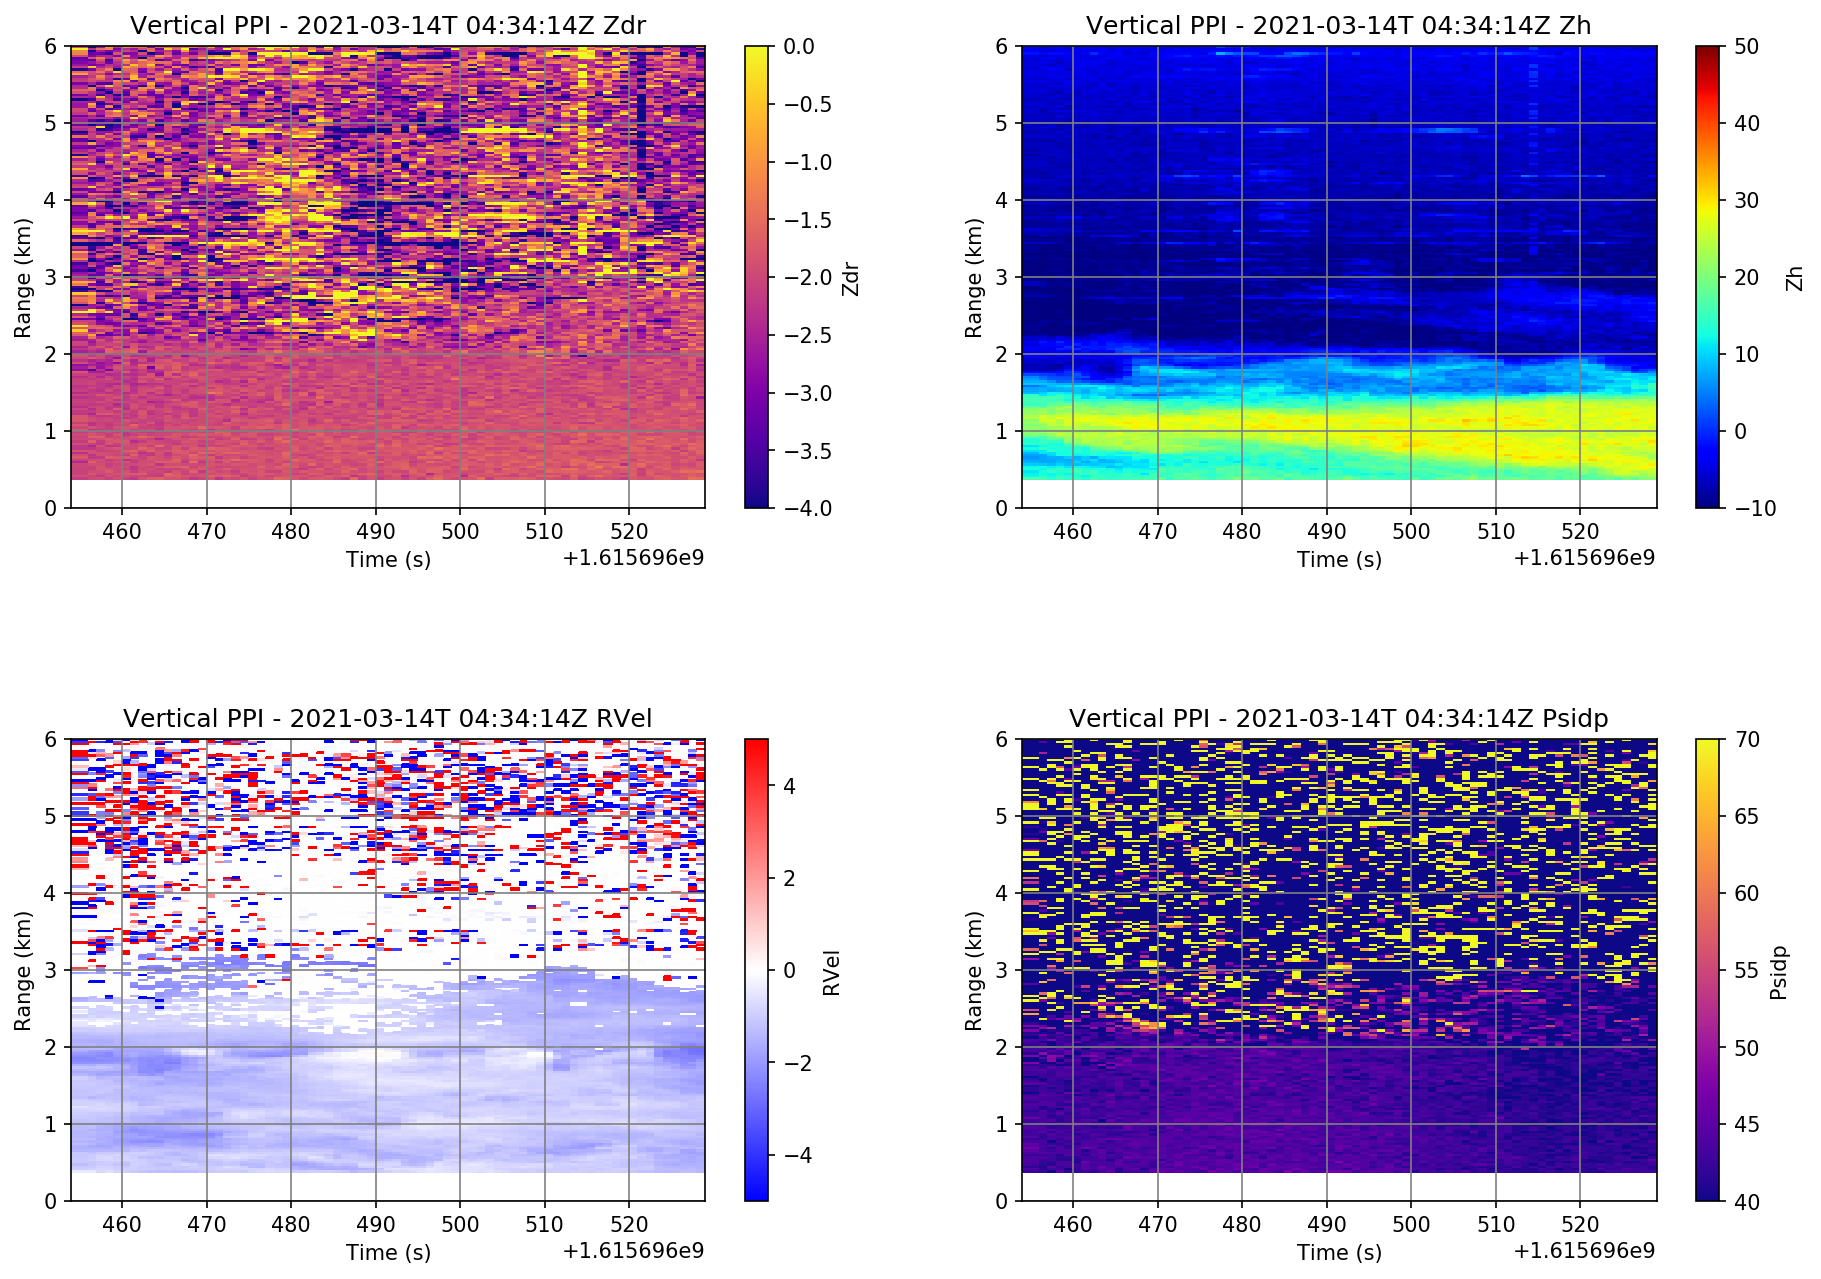 Vertical PPI - 2021-03-14T 04:34:14Z Zdr
6
5
4
3
2
1
0
Range (km)
460 470 480 490 500 510 520
Time (s)
+1.615696e9
0.0
−0.5
−1.0
−1.5
−2.0
−2.5
−3.0
−3.5
−4.0
Zdr
Vertical PPI - 2021-03-14T 04:34:14Z Zh
6
5
4
3
2
1
0
Range (km)
460 470 480 490 500 510 520
Time (s)
+1.615696e9
50
40
30
20
10
0
−10
Zh
Vertical PPI - 2021-03-14T 04:34:14Z RVel
6
5
4
3
2
1
0
Range (km)
460 470 480 490 500 510 520
Time (s)
+1.615696e9
4
2
0
−2
−4
RVel
Vertical PPI - 2021-03-14T 04:34:14Z Psidp
6
5
4
3
2
1
0
Range (km)
460 470 480 490 500 510 520
Time (s)
+1.615696e9
70
65
60
55
50
45
40
Psidp